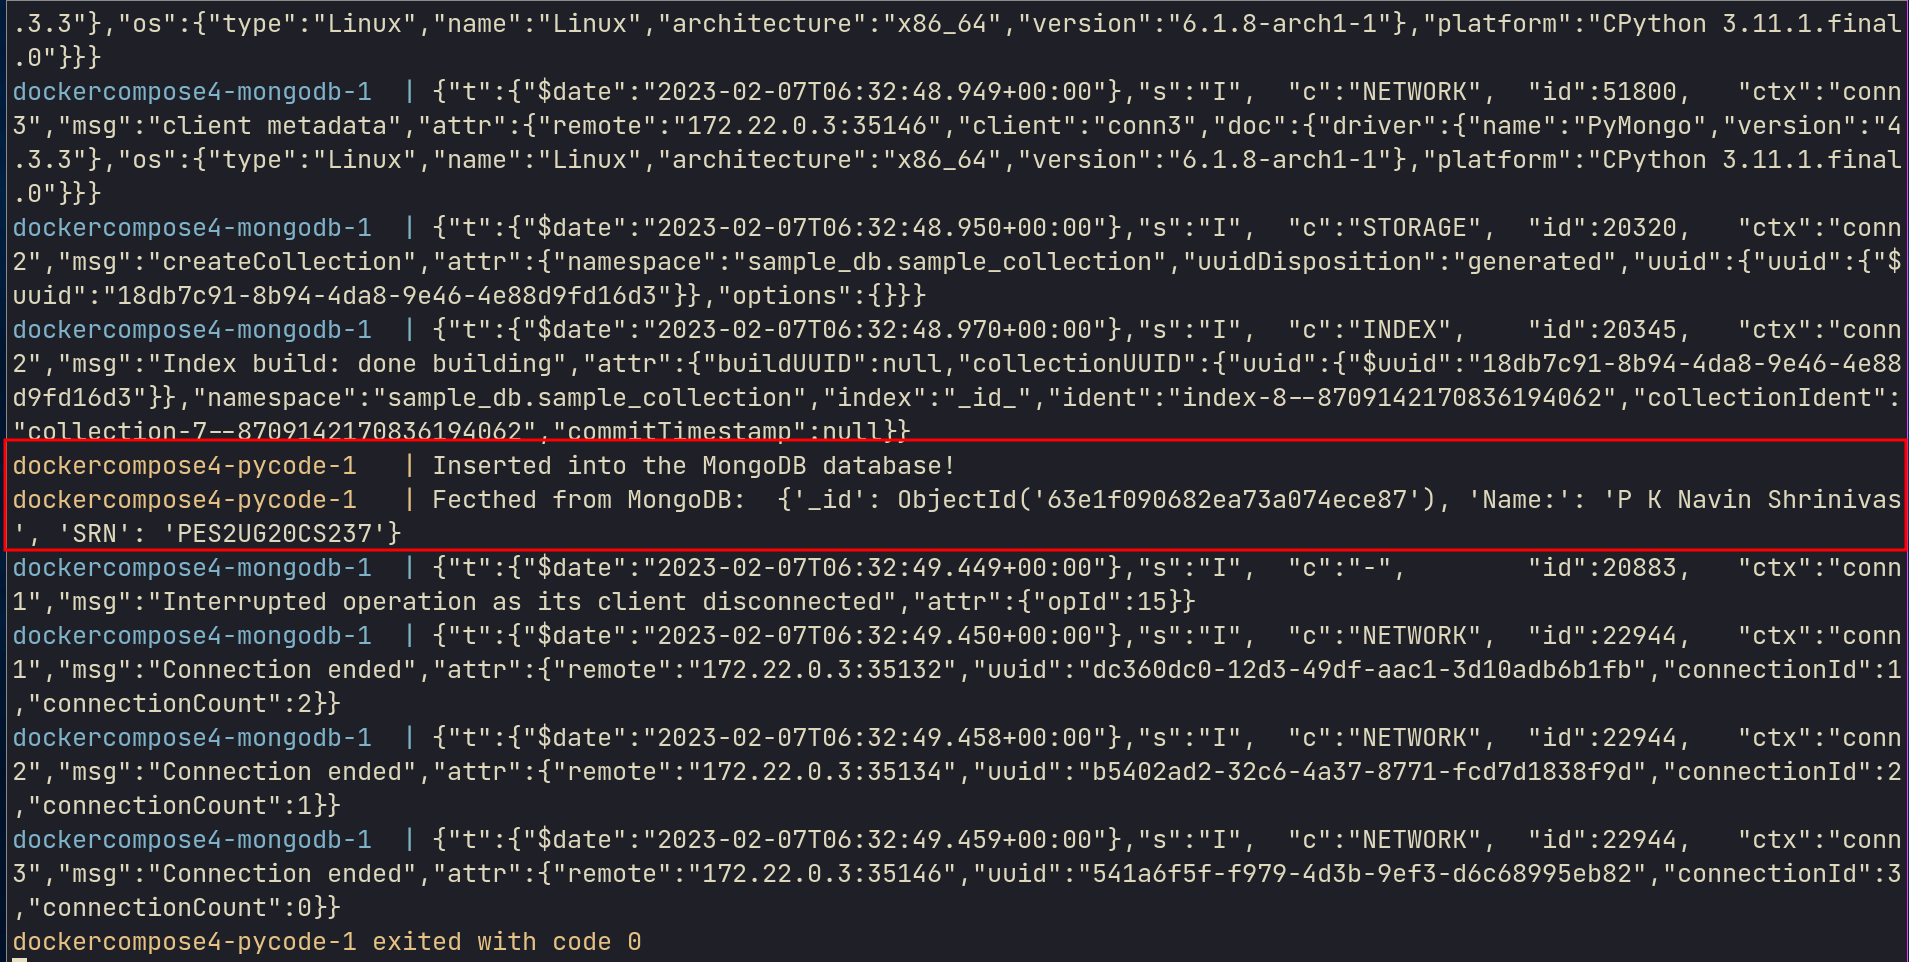 .3.3"},"os":{"type":"Linux","name":"Linux","architecture":"x86_64","version":"6.1.8-arch1-1"},"platform":"CPython 3.11.1.final
.0"}}}
dockercompose4-mongodb-1  | {"t":{"$date":"2023-02-07T06:32:48.949+00:00"},"s":"I",  "c":"NETWORK",  "id":51800,   "ctx":"conn
3","msg":"client metadata","attr":{"remote":"172.22.0.3:35146","client":"conn3","doc":{"driver":{"name":"PyMongo","version":"4
.3.3"},"os":{"type":"Linux","name":"Linux","architecture":"x86_64","version":"6.1.8-arch1-1"},"platform":"CPython 3.11.1.final
.0"}}}
dockercompose4-mongodb-1  | {"t":{"$date":"2023-02-07T06:32:48.950+00:00"},"s":"I",  "c":"STORAGE",  "id":20320,   "ctx":"conn
2","msg":"createCollection","attr":{"namespace":"sample_db.sample_collection","uuidDisposition":"generated","uuid":{"uuid":{"$
uuid":"18db7c91-8b94-4da8-9e46-4e88d9fd16d3"}},"options":{}}}
dockercompose4-mongodb-1  | {"t":{"$date":"2023-02-07T06:32:48.970+00:00"},"s":"I",  "c":"INDEX",    "id":20345,   "ctx":"conn
2","msg":"Index build: done building","attr":{"buildUUID":null,"collectionUUID":{"uuid":{"$uuid":"18db7c91-8b94-4da8-9e46-4e88
d9fd16d3"}},"namespace":"sample_db.sample_collection","index":"_id_","ident":"index-8--8709142170836194062","collectionIdent":
"collection-7--8709142170836194062","commitTimestamp":null}}
dockercompose4-pycode-1   | Inserted into the MongoDB database!
dockercompose4-pycode-1   | Fecthed from MongoDB:  {'_id': ObjectId('63e1f090682ea73a074ece87'), 'Name:': 'P K Navin Shrinivas
', 'SRN': 'PES2UG20CS237'}
dockercompose4-mongodb-1  | {"t":{"$date":"2023-02-07T06:32:49.449+00:00"},"s":"I",  "c":"-",        "id":20883,   "ctx":"conn
1","msg":"Interrupted operation as its client disconnected","attr":{"opId":15}}
dockercompose4-mongodb-1  | {"t":{"$date":"2023-02-07T06:32:49.450+00:00"},"s":"I",  "c":"NETWORK",  "id":22944,   "ctx":"conn
1","msg":"Connection ended","attr":{"remote":"172.22.0.3:35132","uuid":"dc360dc0-12d3-49df-aac1-3d10adb6b1fb","connectionId":1
,"connectionCount":2}}
dockercompose4-mongodb-1  | {"t":{"$date":"2023-02-07T06:32:49.458+00:00"},"s":"I",  "c":"NETWORK",  "id":22944,   "ctx":"conn
2","msg":"Connection ended","attr":{"remote":"172.22.0.3:35134","uuid":"b5402ad2-32c6-4a37-8771-fcd7d1838f9d","connectionId":2
,"connectionCount":1}}
dockercompose4-mongodb-1  | {"t":{"$date":"2023-02-07T06:32:49.459+00:00"},"s":"I",  "c":"NETWORK",  "id":22944,   "ctx":"conn
3","msg":"Connection ended","attr":{"remote":"172.22.0.3:35146","uuid":"541a6f5f-f979-4d3b-9ef3-d6c68995eb82","connectionId":3
,"connectionCount":0}}
dockercompose4-pycode-1 exited with code 0